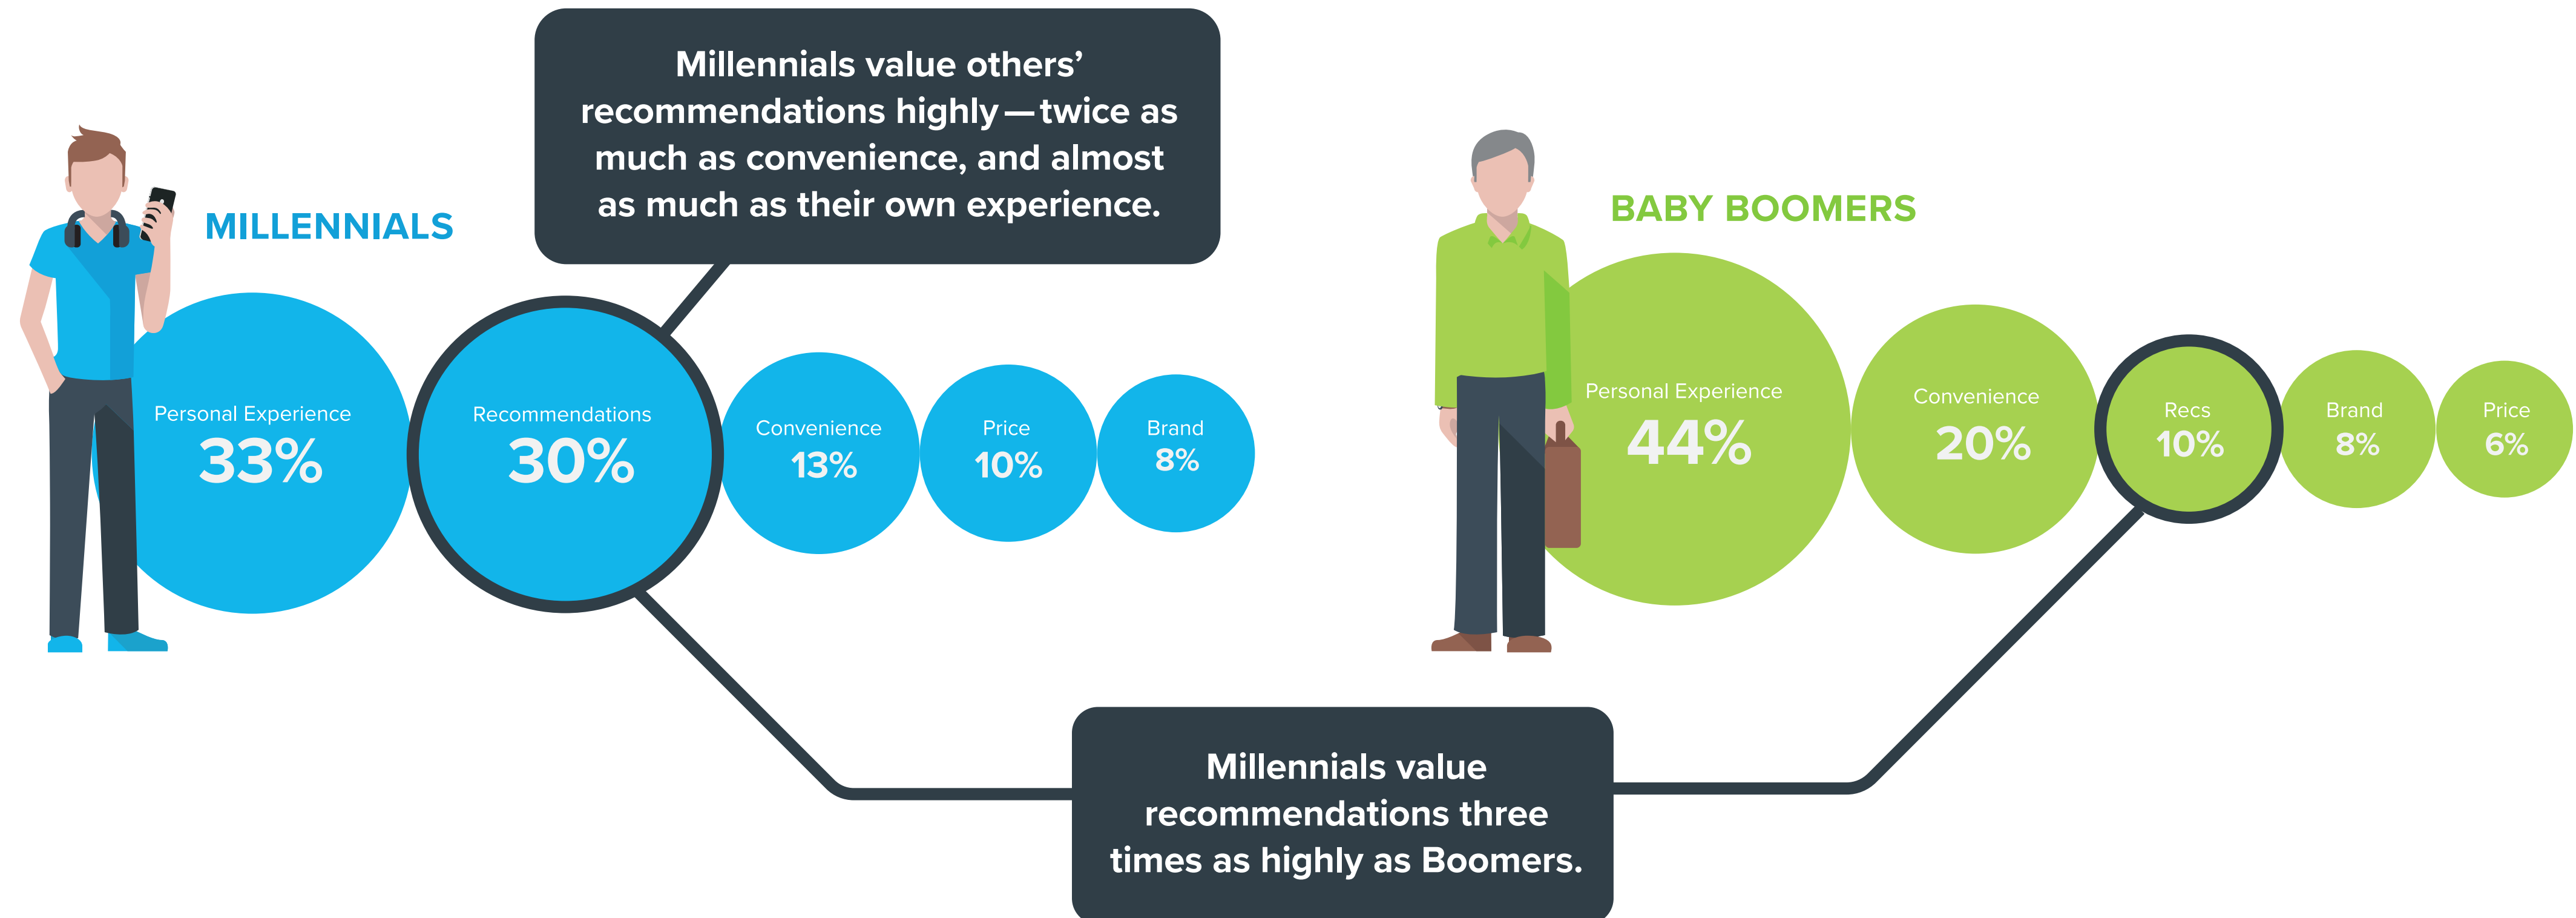 Millennials value others’
recommendations highly — twice as
much as convenience, and almost
as much as their own experience.
MILLENNIALS
Personal Experience
33%
Recommendations
30%
Convenience
13%
Price
10%
Brand
8%
BABY BOOMERS
Personal Experience
44%
Convenience
20%
Recs
10%
Brand
8%
Price
6%
Millennials value
recommendations three
times as highly as Boomers.